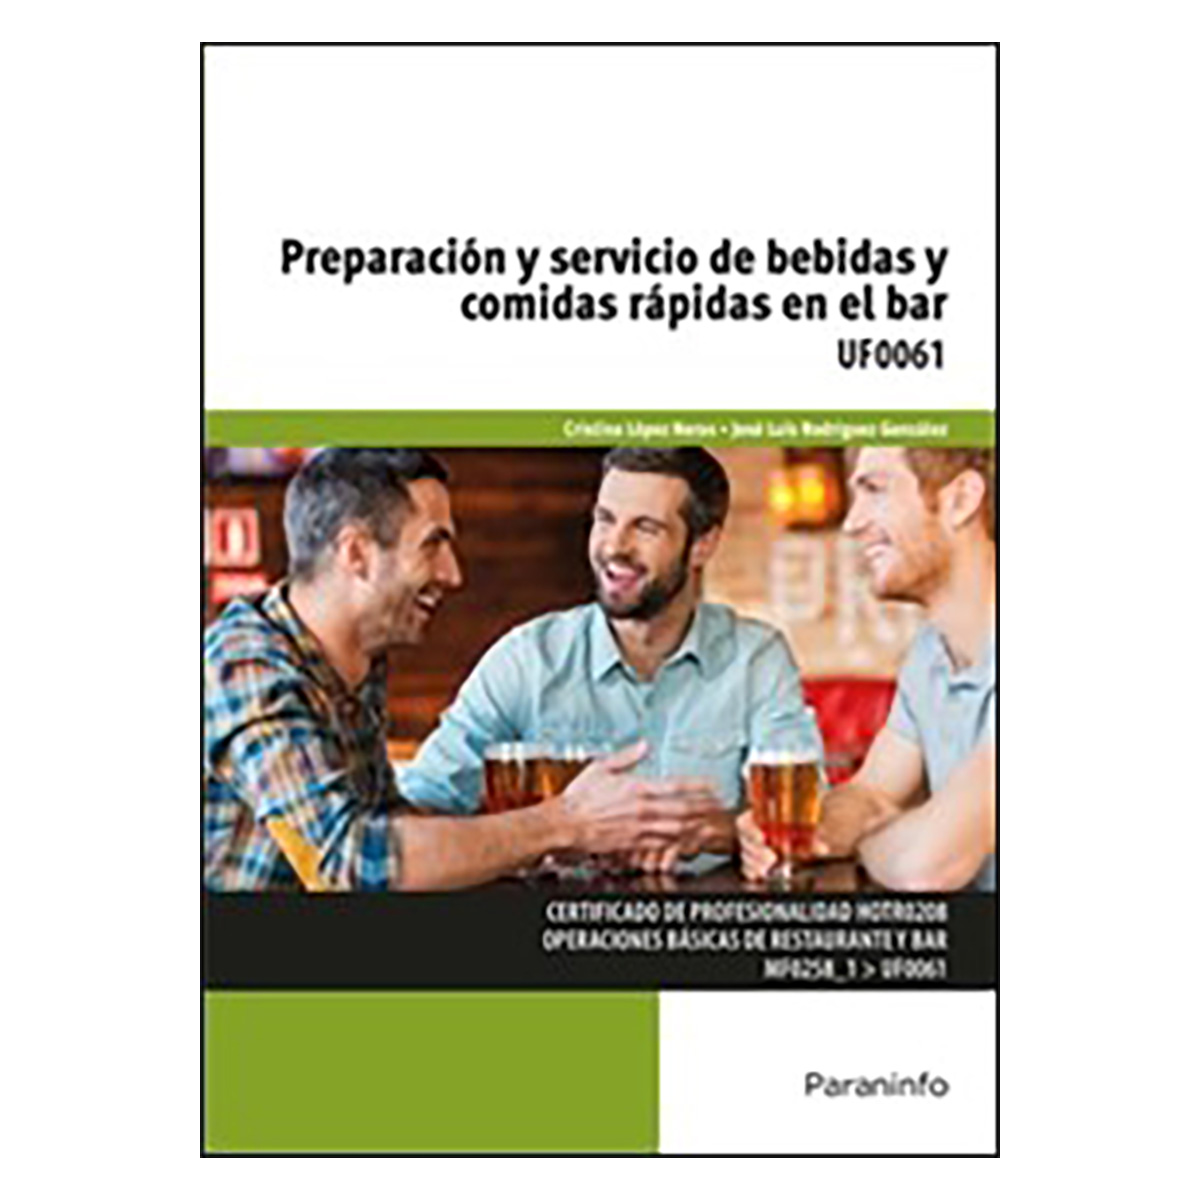 Preparación y servicio de bebidas y
comidas rápidas en el bar
UF0061
Cristina López • José Luis Rodríguez González
CERTIFICADO DE PROFESIONALIDAD HOTR0208
OPERACIONES BÁSICAS DE RESTAURANTE Y BAR
MF0258_1 > UF0061
Paraninfo